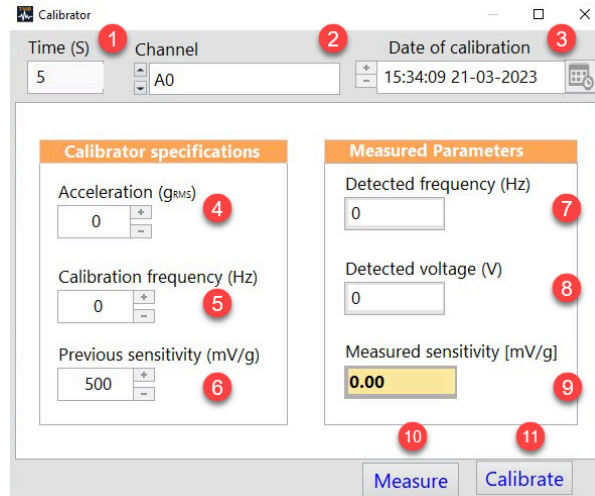 Calibrator
Time (S) 1 Channel 2 Date of calibration 3
5 A0 15:34:09 21-03-2023
Calibrator specifications Measured Parameters
Acceleration (gRMS) Detected frequency (Hz)
0 4 0 7
Calibration frequency (Hz) Detected voltage (V)
0 5 0 8
Previous sensitivity (mV/g) Measured sensitivity [mV/g]
500 6 0.00 9
10 11
Measure Calibrate